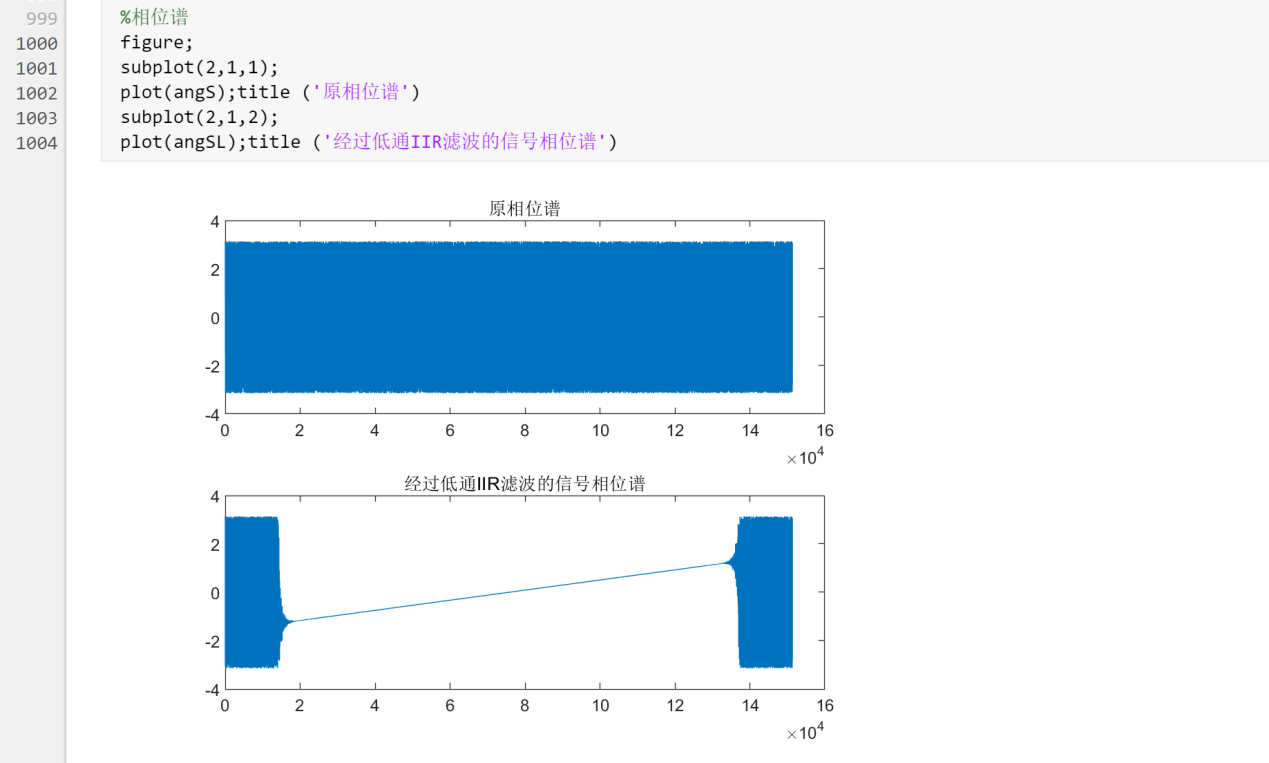 999 %相位谱
1000 figure;
1001 subplot(2,1,1);
1002 plot(angS);title ('原相位谱')
1003 subplot(2,1,2);
1004 plot(angSL);title ('经过低通IIR滤波的信号相位谱')
原相位谱
4
2
0
-2
-4
0 2 4 6 8 10 12 14 16
×10^4
经过低通IIR滤波的信号相位谱
4
2
0
-2
-4
0 2 4 6 8 10 12 14 16
×10^4